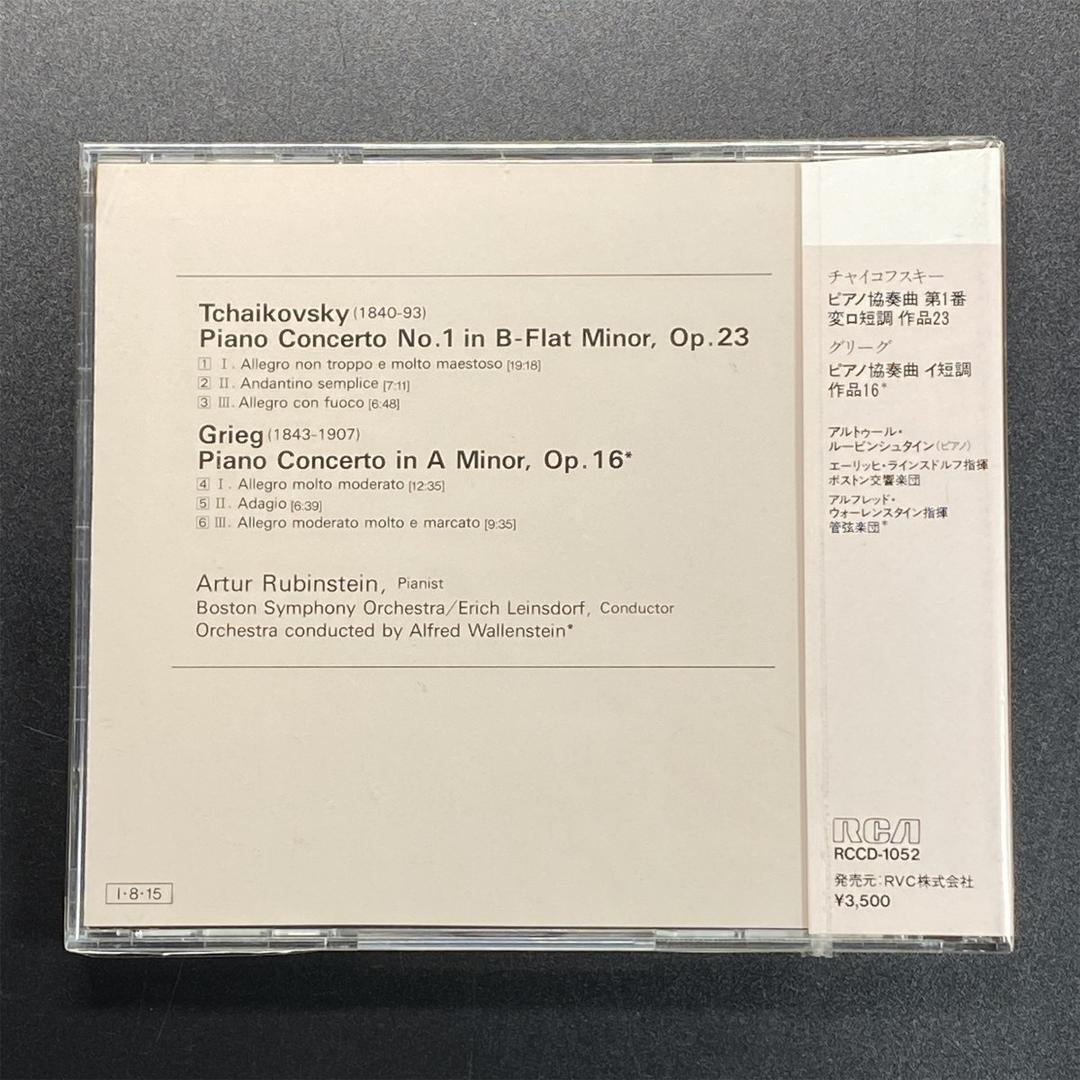 Tchaikovsky (1840-93)
Piano Concerto No.1 in B-Flat Minor, Op.23
1 I. Allegro non troppo e molto maestoso [19:18]
2 II. Andantino semplice [7:11]
3 III. Allegro con fuoco [6:48]
Grieg (1843-1907)
Piano Concerto in A Minor, Op.16*
4 I. Allegro molto moderato [12:35]
5 II. Adagio [6:39]
6 III. Allegro moderato molto e marcato [9:35]
Artur Rubinstein, Pianist
Boston Symphony Orchestra/Erich Leinsdorf, Conductor
Orchestra conducted by Alfred Wallenstein*
I・8・15
チャイコフスキー
ピアノ協奏曲 第1番
変ロ短調 作品23
グリーグ
ピアノ協奏曲 イ短調
作品16*
アルトゥール・
ルービンシュタイン(ピアノ)
エーリッヒ・ラインスドルフ指揮
ボストン交響楽団
アルフレッド・
ウォーレンスタイン指揮
管弦楽団*
RCA
RCCD-1052
発売元:RVC株式会社
¥3,500